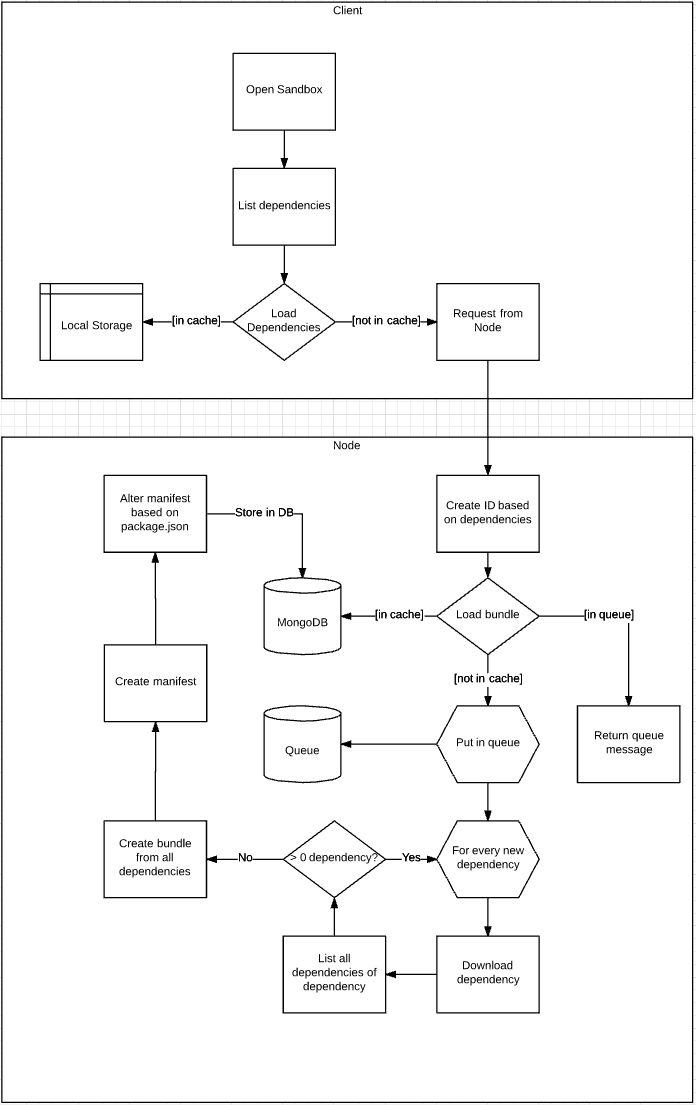 Client
Open Sandbox
List dependencies
Local Storage
[in cache]
Load
Dependencies
[not in cache]
Request from
Node
Node
Alter manifest
based on
package.json
Store in DB
Create ID based
on dependencies
MongoDB
[in cache]
Load bundle
[in queue]
Create manifest
[not in cache]
Queue
Put in queue
Return queue
message
Create bundle
from all
dependencies
No
> 0 dependency?
Yes
For every new
dependency
List all
dependencies of
dependency
Download
dependency